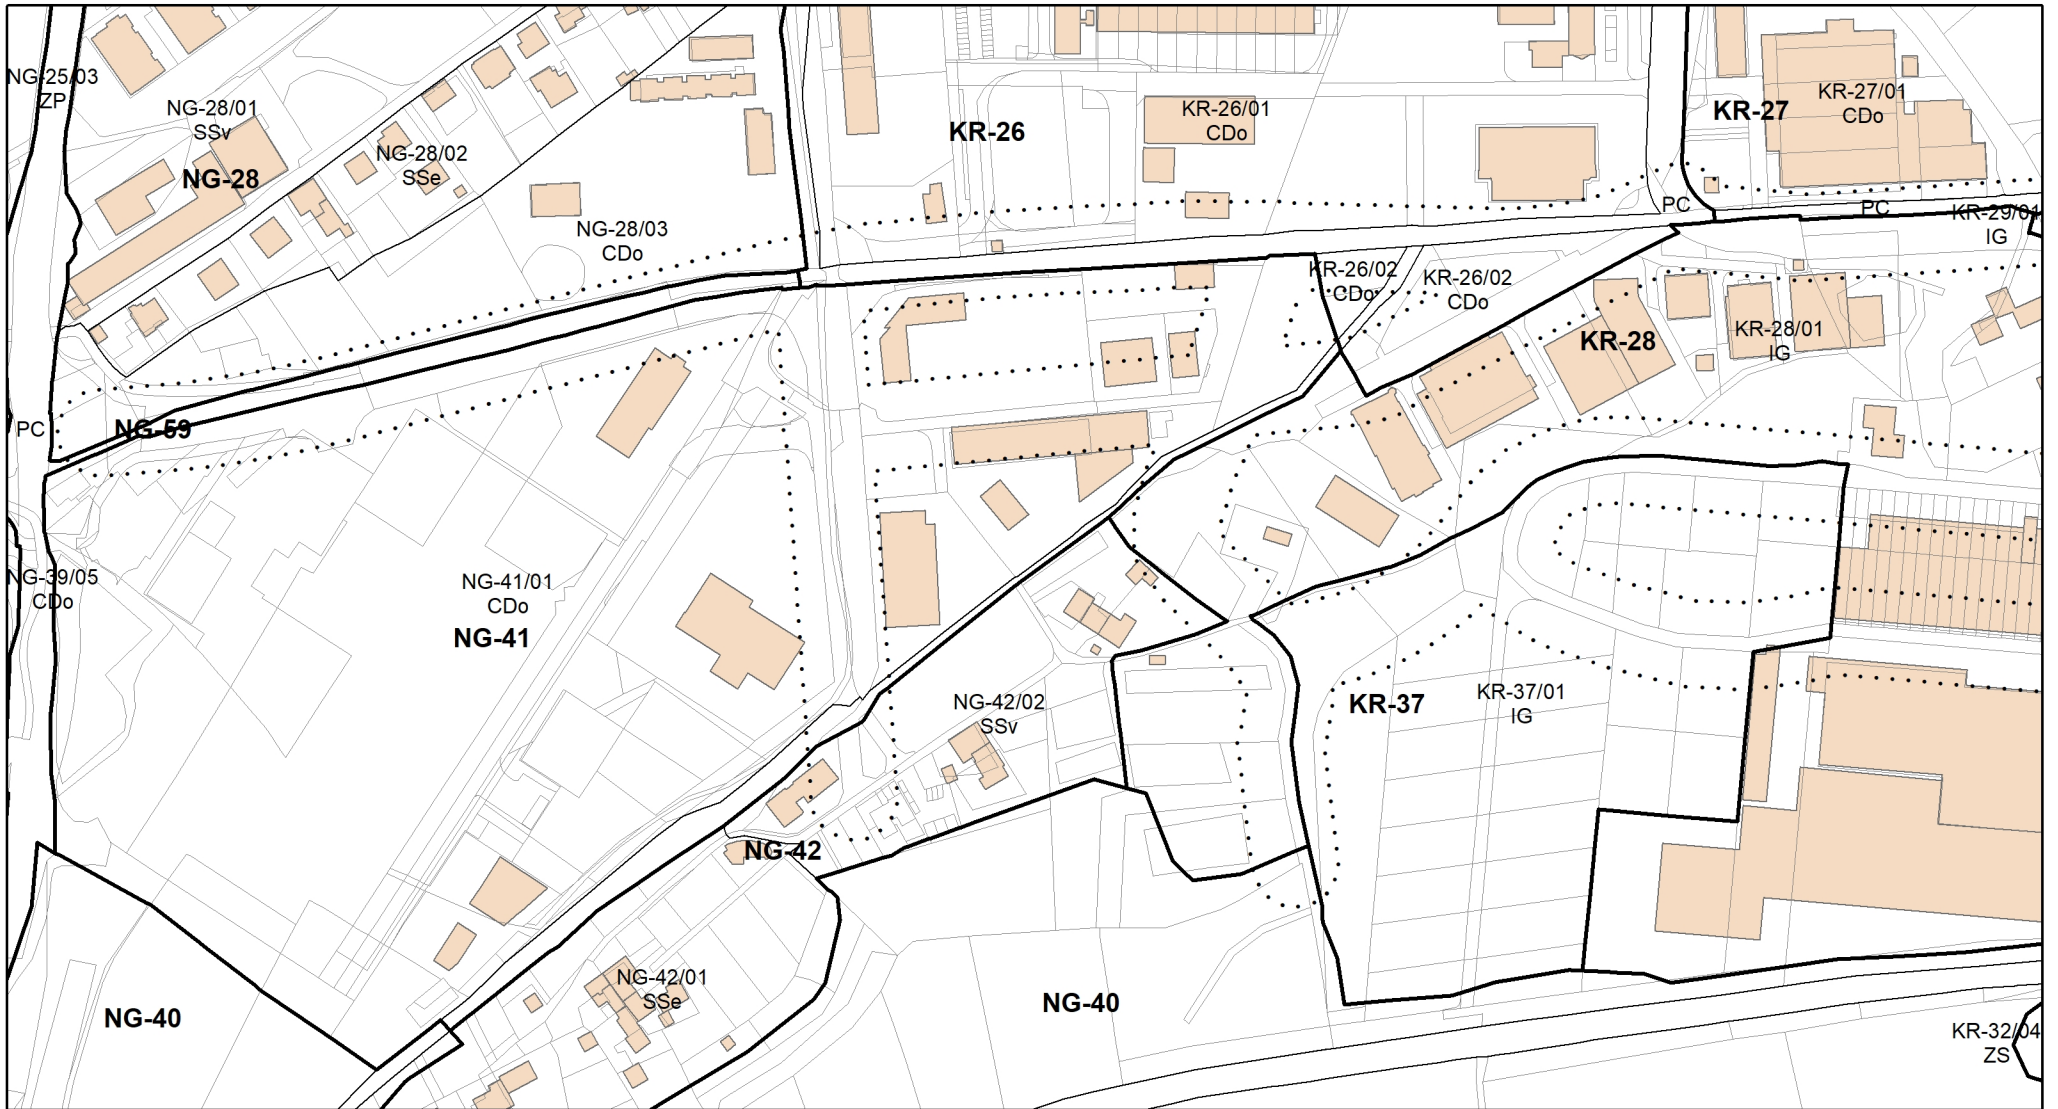 NG-25/03
ZP
NG-28/01
SSv
NG-28
NG-28/02
SSe
NG-28/03
CDo
KR-26
KR-26/01
CDo
KR-27
KR-27/01
CDo
PC
PC
KR-29/01
IG
KR-26/02
CDo
KR-26/02
CDo
KR-28
KR-28/01
IG
PC
NG-59
NG-39/05
CDo
NG-41/01
CDo
NG-41
NG-42/02
SSv
KR-37
KR-37/01
IG
NG-42
NG-42/01
SSe
NG-40
NG-40
KR-32/04
ZS